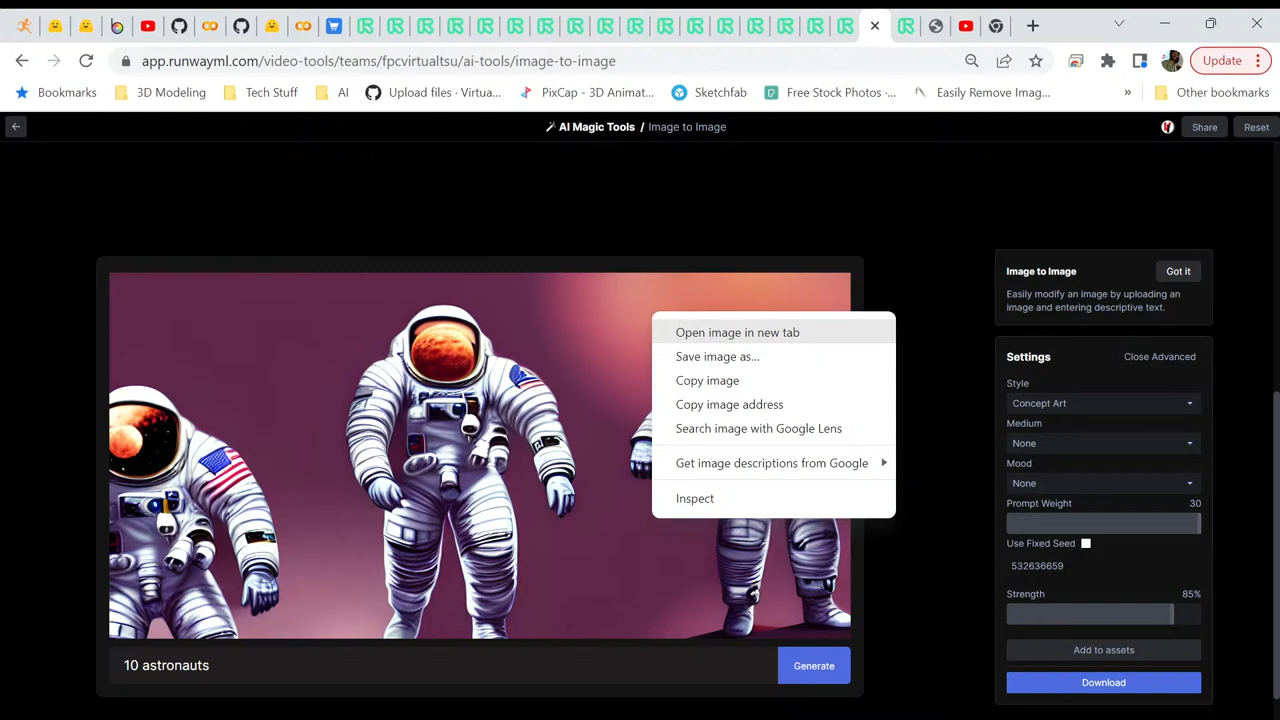 app.runwayml.com/video-tools/teams/fpcvirtualtsu/ai-tools/image-to-image
Update
Bookmarks
3D Modeling
Tech Stuff
AI
Upload files · Virtua...
PixCap - 3D Animat...
Sketchfab
Free Stock Photos ·...
Easily Remove Imag...
»
Other bookmarks
AI Magic Tools / Image to Image
Share
Reset
Open image in new tab
Save image as...
Copy image
Copy image address
Search image with Google Lens
Get image descriptions from Google
Inspect
10 astronauts
Generate
Image to Image
Got it
Easily modify an image by uploading an
image and entering descriptive text.
Settings
Close Advanced
Style
Concept Art
Medium
None
Mood
None
Prompt Weight 30
Use Fixed Seed
532636659
Strength 85%
Add to assets
Download